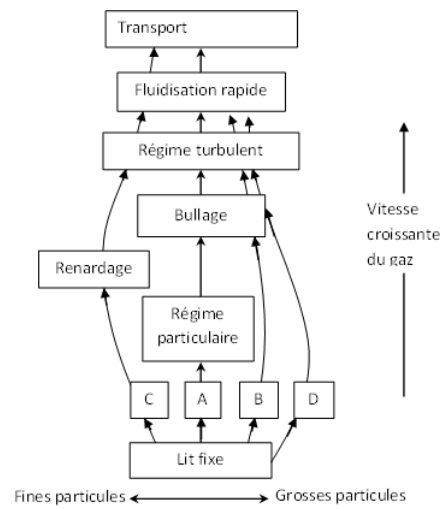 Transport
Fluidisation rapide
Régime turbulent
Bullage
Vitesse
croissante
du gaz
Renardage
Régime
particulaire
C
A
B
D
Lit fixe
Fines particules
Grosses particules